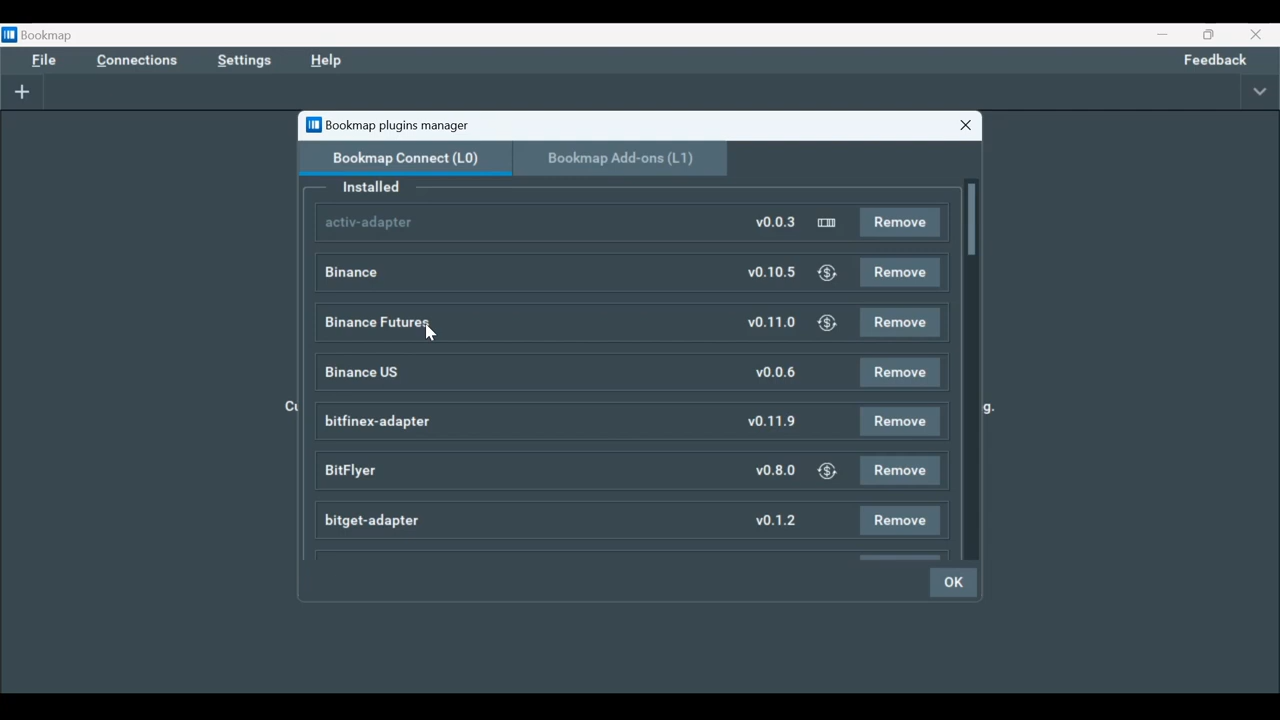 Bookmap
File Connections Settings Help Feedback
Bookmap plugins manager
Bookmap Connect (L0) Bookmap Add-ons (L1)
Installed
activ-adapter v0.0.3 Remove
Binance v0.10.5 Remove
Binance Futures v0.11.0 Remove
Binance US v0.0.6 Remove
bitfinex-adapter v0.11.9 Remove
BitFlyer v0.8.0 Remove
bitget-adapter v0.1.2 Remove
OK